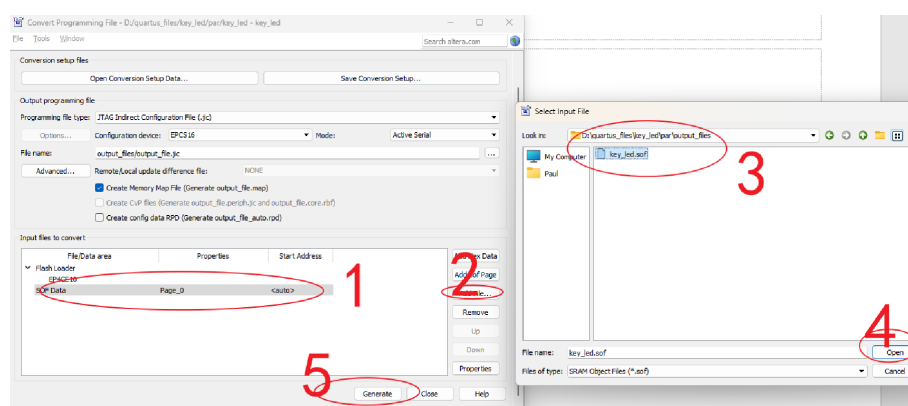 Convert Programming File - D:/quartus_files/key_led/par/key_led - key_led
File Tools Window
Search altera.com
Conversion setup files
Open Conversion Setup Data...
Save Conversion Setup...
Output programming file
Programming file type: JTAG Indirect Configuration File (.jic)
Options...
Configuration device: EPCS16
Mode: Active Serial
File name: output_files/output_file.jic
...
Advanced...
Remote/Local update difference file: NONE
Create Memory Map File (Generate output_file.map)
Create CvP files (Generate output_file.periph.jic and output_file.core.rbf)
Create config data RPD (Generate output_file_auto.rpd)
Input files to convert
File/Data area Properties Start Address
Flash Loader
EP4CE10
SOF Data Page_0 <auto>
Remove
Up
Down
Properties
Generate
Close
Help
1
2
5
Select Input File
Look in: D:\quartus_files\key_led\par\output_files
My Computer
Paul
key_led.sof
3
4
File name: key_led.sof
Open
Files of type: SRAM Object Files (*.sof)
Cancel